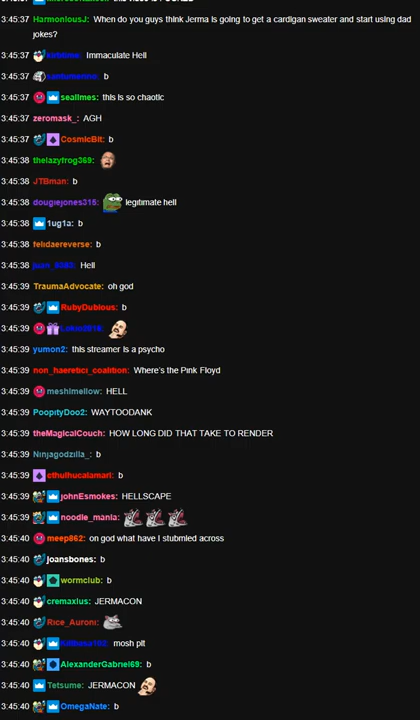 3:45:37 HarmoniousJ: When do you guys think Jerma is going to get a cardigan sweater and start using dad
jokes?
3:45:37 Immaculate Hell
3:45:37 b
3:45:37 sealimes: this is so chaotic
3:45:37 zeromask_: AGH
3:45:37 CosmicBit: b
3:45:38 thelazyfrog369:
3:45:38 JTBman: b
3:45:38 dougiejones315: legitimate hell
3:45:38 1ug1a: b
3:45:38 felidaereverse: b
3:45:38 Hell
3:45:39 TraumaAdvocate: oh god
3:45:39 RubyDubious: b
3:45:39
3:45:39 yumon2: this streamer is a psycho
3:45:39 non_haeretici_coalition: Where's the Pink Floyd
3:45:39 meshimellow: HELL
3:45:39 PoopityDoo2: WAYTOODANK
3:45:39 theMagicalCouch: HOW LONG DID THAT TAKE TO RENDER
3:45:39 Ninjagodzilla_: b
3:45:39 cthulhucalamari: b
3:45:39 johnEsmokes: HELLSCAPE
3:45:39 noodle_mania:
3:45:40 meep862: on god what have I stubmled across
3:45:40 joansbones: b
3:45:40 wormclub: b
3:45:40 cremaxius: JERMACON
3:45:40 Rice_Auroni:
3:45:40 mosh pit
3:45:40 AlexanderGabriel69: b
3:45:40 Tetsume: JERMACON
3:45:40 OmegaNate: b